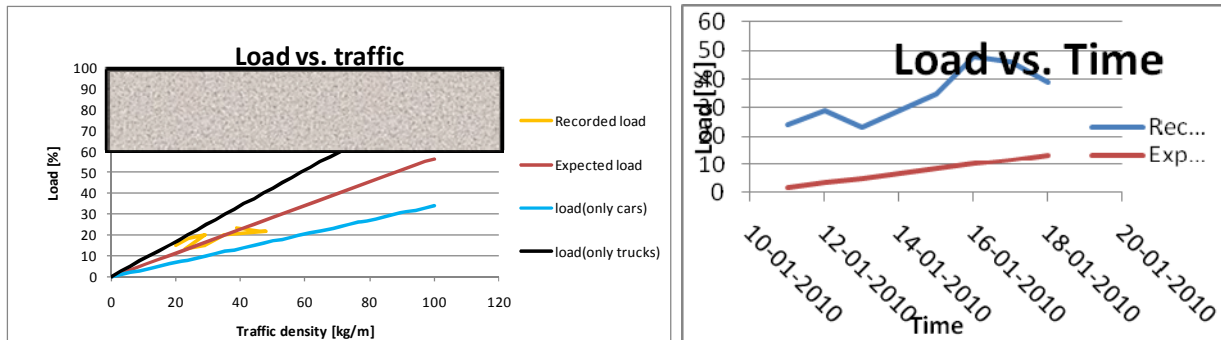 Load vs. traffic
Load [%]
100
90
80
70
60
50
40
30
20
10
0
0 20 40 60 80 100 120
Traffic density [kg/m]
Recorded load
Expected load
load(only cars)
load(only trucks)
Load vs. Time
Load [%]
60
50
40
30
20
10
0
10-01-2010
12-01-2010
14-01-2010
16-01-2010
18-01-2010
20-01-2010
Time
Rec...
Exp...